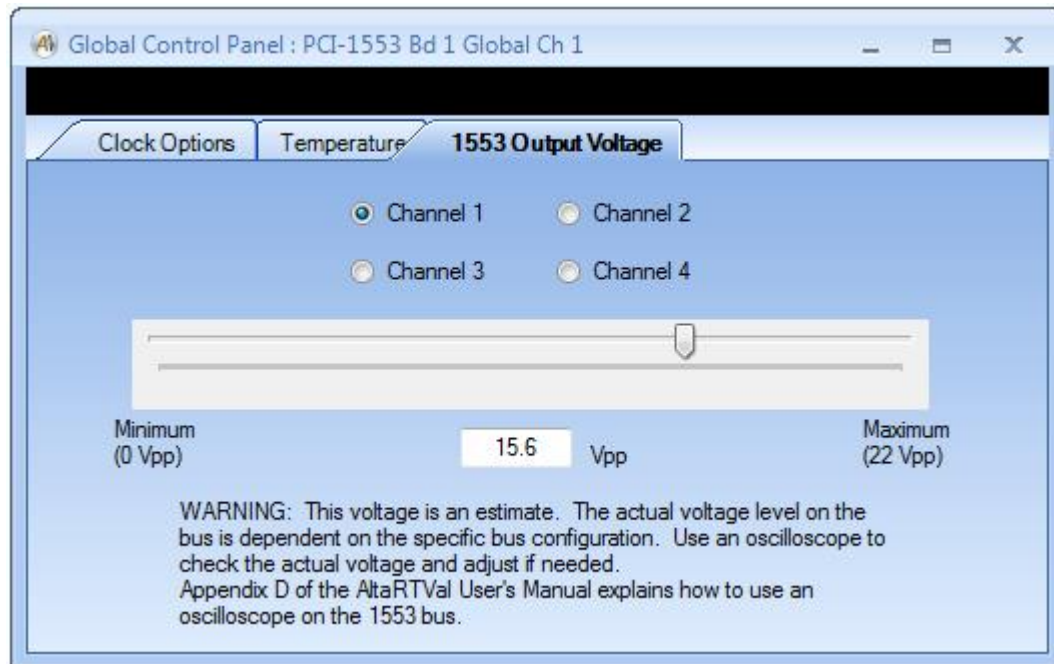 Global Control Panel : PCI-1553 Bd 1 Global Ch 1
Clock Options Temperature 1553 Output Voltage
Channel 1 Channel 2
Channel 3 Channel 4
Minimum
(0 Vpp)
15.6 Vpp
Maximum
(22 Vpp)
WARNING: This voltage is an estimate. The actual voltage level on the
bus is dependent on the specific bus configuration. Use an oscilloscope to
check the actual voltage and adjust if needed.
Appendix D of the AltaRTVal User's Manual explains how to use an
oscilloscope on the 1553 bus.